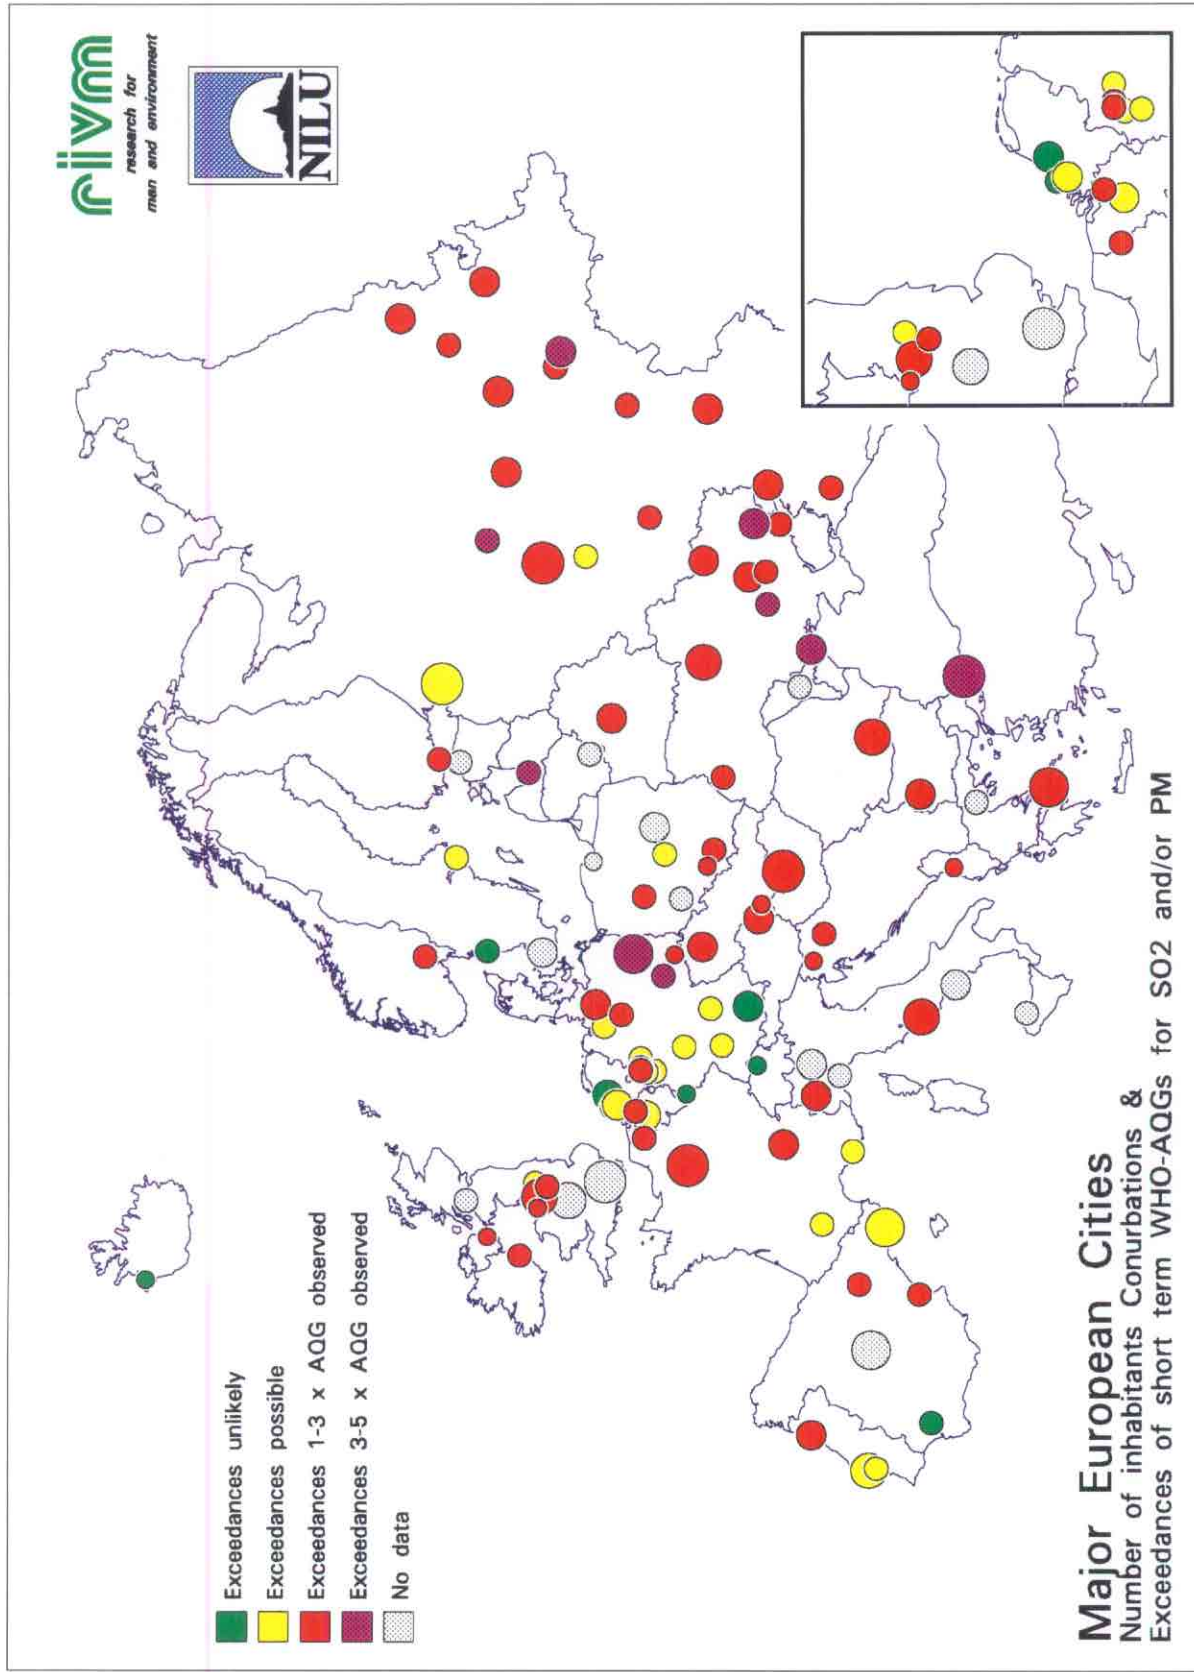 riivm
research for
man and environment
NILU
Exceedances unlikely
Exceedances possible
Exceedances 1-3 x AQG observed
Exceedances 3-5 x AQG observed
No data
Major European Cities
Number of inhabitants Conurbations &
Exceedances of short term WHO-AQGs for SO2 and/or PM